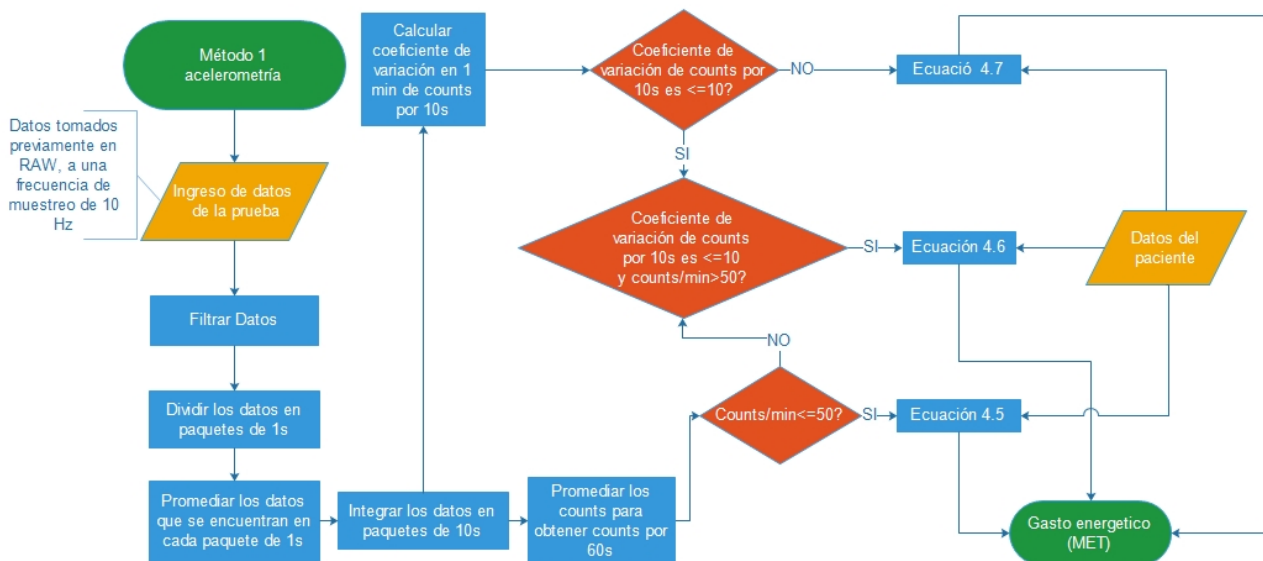 Método 1
acelerometría
Datos tomados
previamente en
RAW, a una
frecuencia de
muestreo de 10
Hz
Ingreso de datos
de la prueba
Filtrar Datos
Dividir los datos en
paquetes de 1s
Promediar los datos
que se encuentran en
cada paquete de 1s
Integrar los datos en
paquetes de 10s
Calcular
coeficiente de
variación en 1
min de counts
por 10s
Promediar los
counts para
obtener counts por
60s
Coeficiente de
variación de counts por
10s es <=10?
NO
SI
Ecuació 4.7
Coeficiente de
variación de counts
por 10s es <=10
y counts/min>50?
SI
Ecuación 4.6
Datos del
paciente
NO
Counts/min<=50?
SI
Ecuación 4.5
Gasto energetico
(MET)